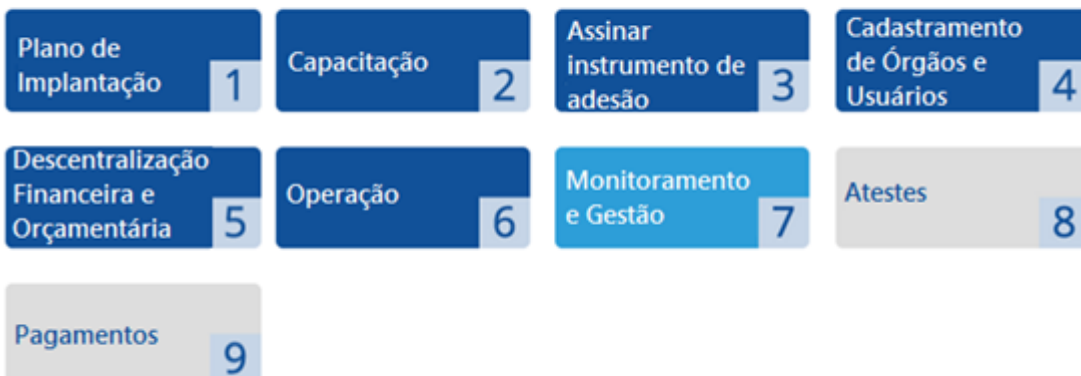 Plano de
Implantação
1
Capacitação
2
Assinar
instrumento de
adesão
3
Cadastramento
de Órgãos e
Usuários
4
Descentralização
Financeira e
Orçamentária
5
Operação
6
Monitoramento
e Gestão
7
Atestes
8
Pagamentos
9